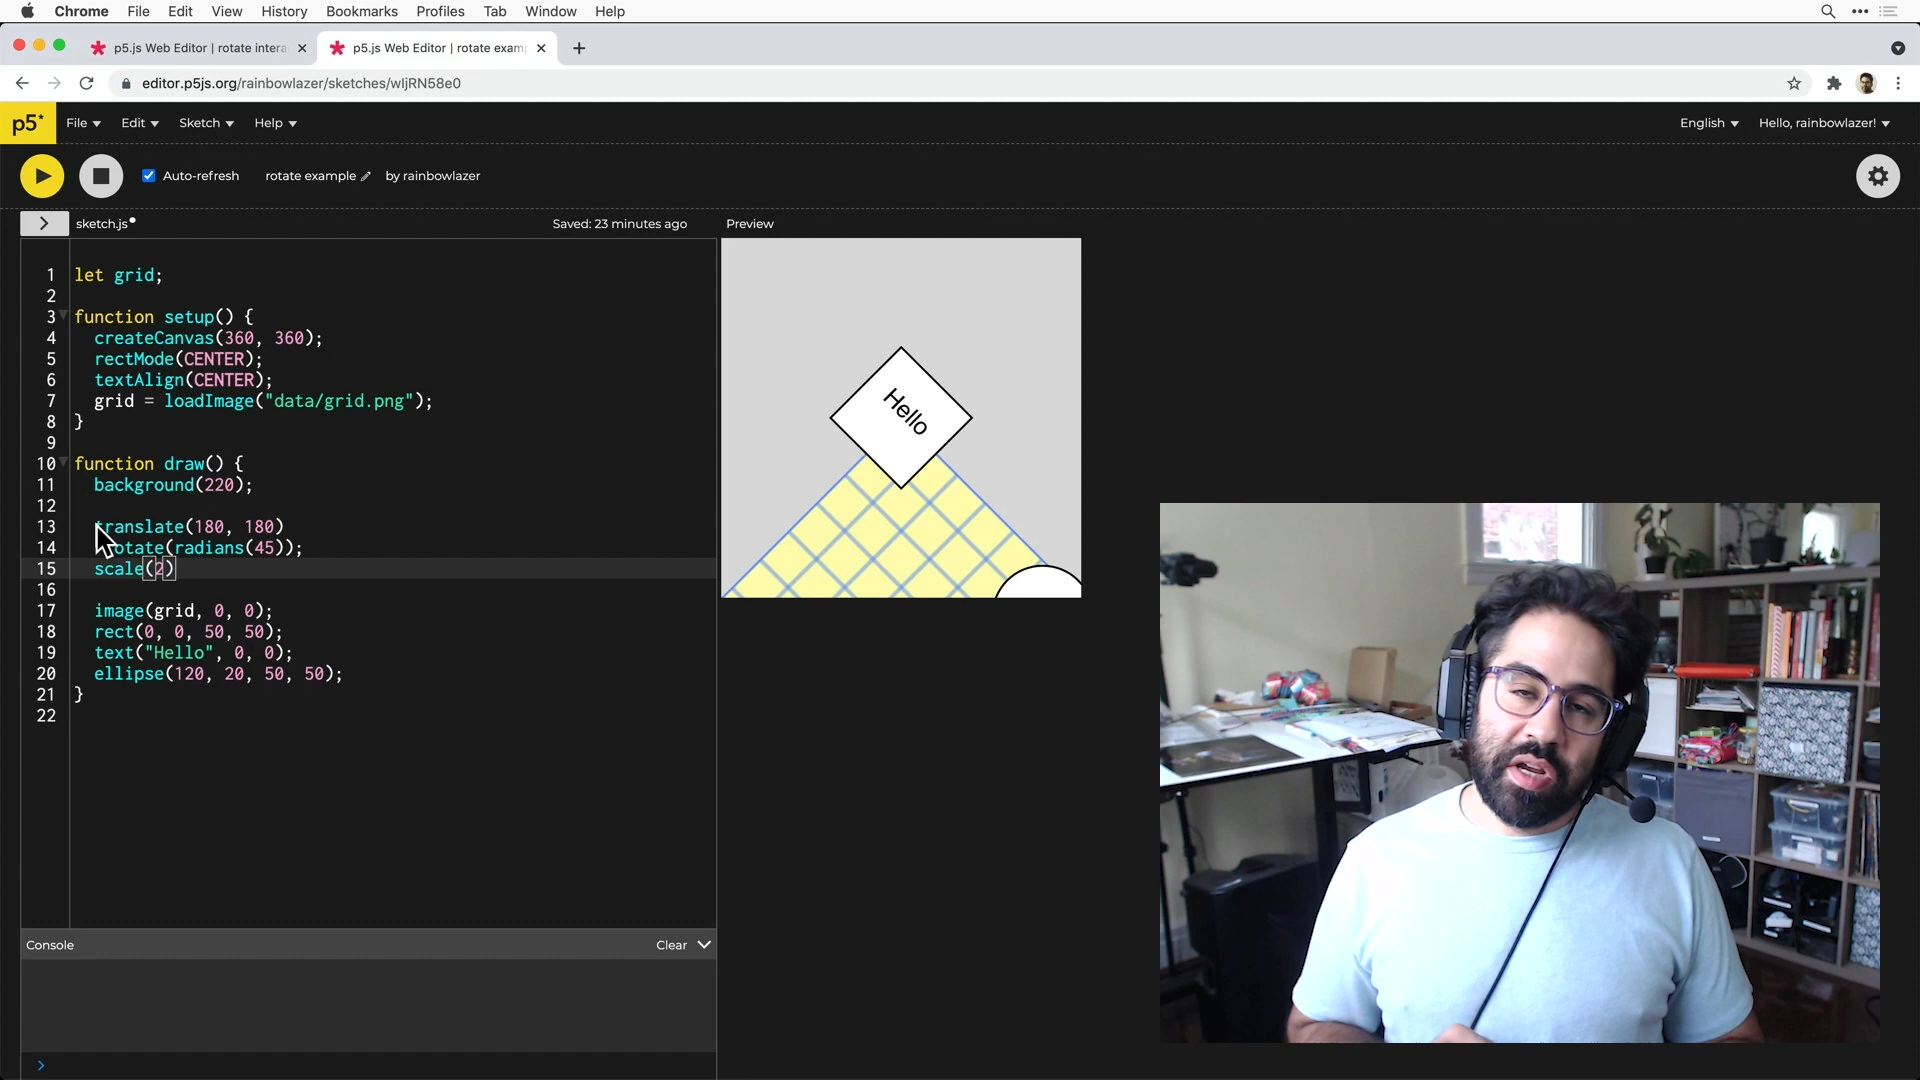 Chrome File Edit View History Bookmarks Profiles Tab Window Help
p5.js Web Editor | rotate intera
p5.js Web Editor | rotate exam
editor.p5js.org/rainbowlazer/sketches/wIjRN58e0
p5* File Edit Sketch Help English Hello, rainbowlazer!
Auto-refresh rotate example by rainbowlazer
sketch.js Saved: 23 minutes ago Preview
1 let grid;
2
3 function setup() {
4 createCanvas(360, 360);
5 rectMode(CENTER);
6 textAlign(CENTER);
7 grid = loadImage("data/grid.png");
8 }
9
10 function draw() {
11 background(220);
12
13 translate(180, 180)
14 rotate(radians(45));
15 scale(2)
16
17 image(grid, 0, 0);
18 rect(0, 0, 50, 50);
19 text("Hello", 0, 0);
20 ellipse(120, 20, 50, 50);
21 }
22
Hello
Console Clear
>